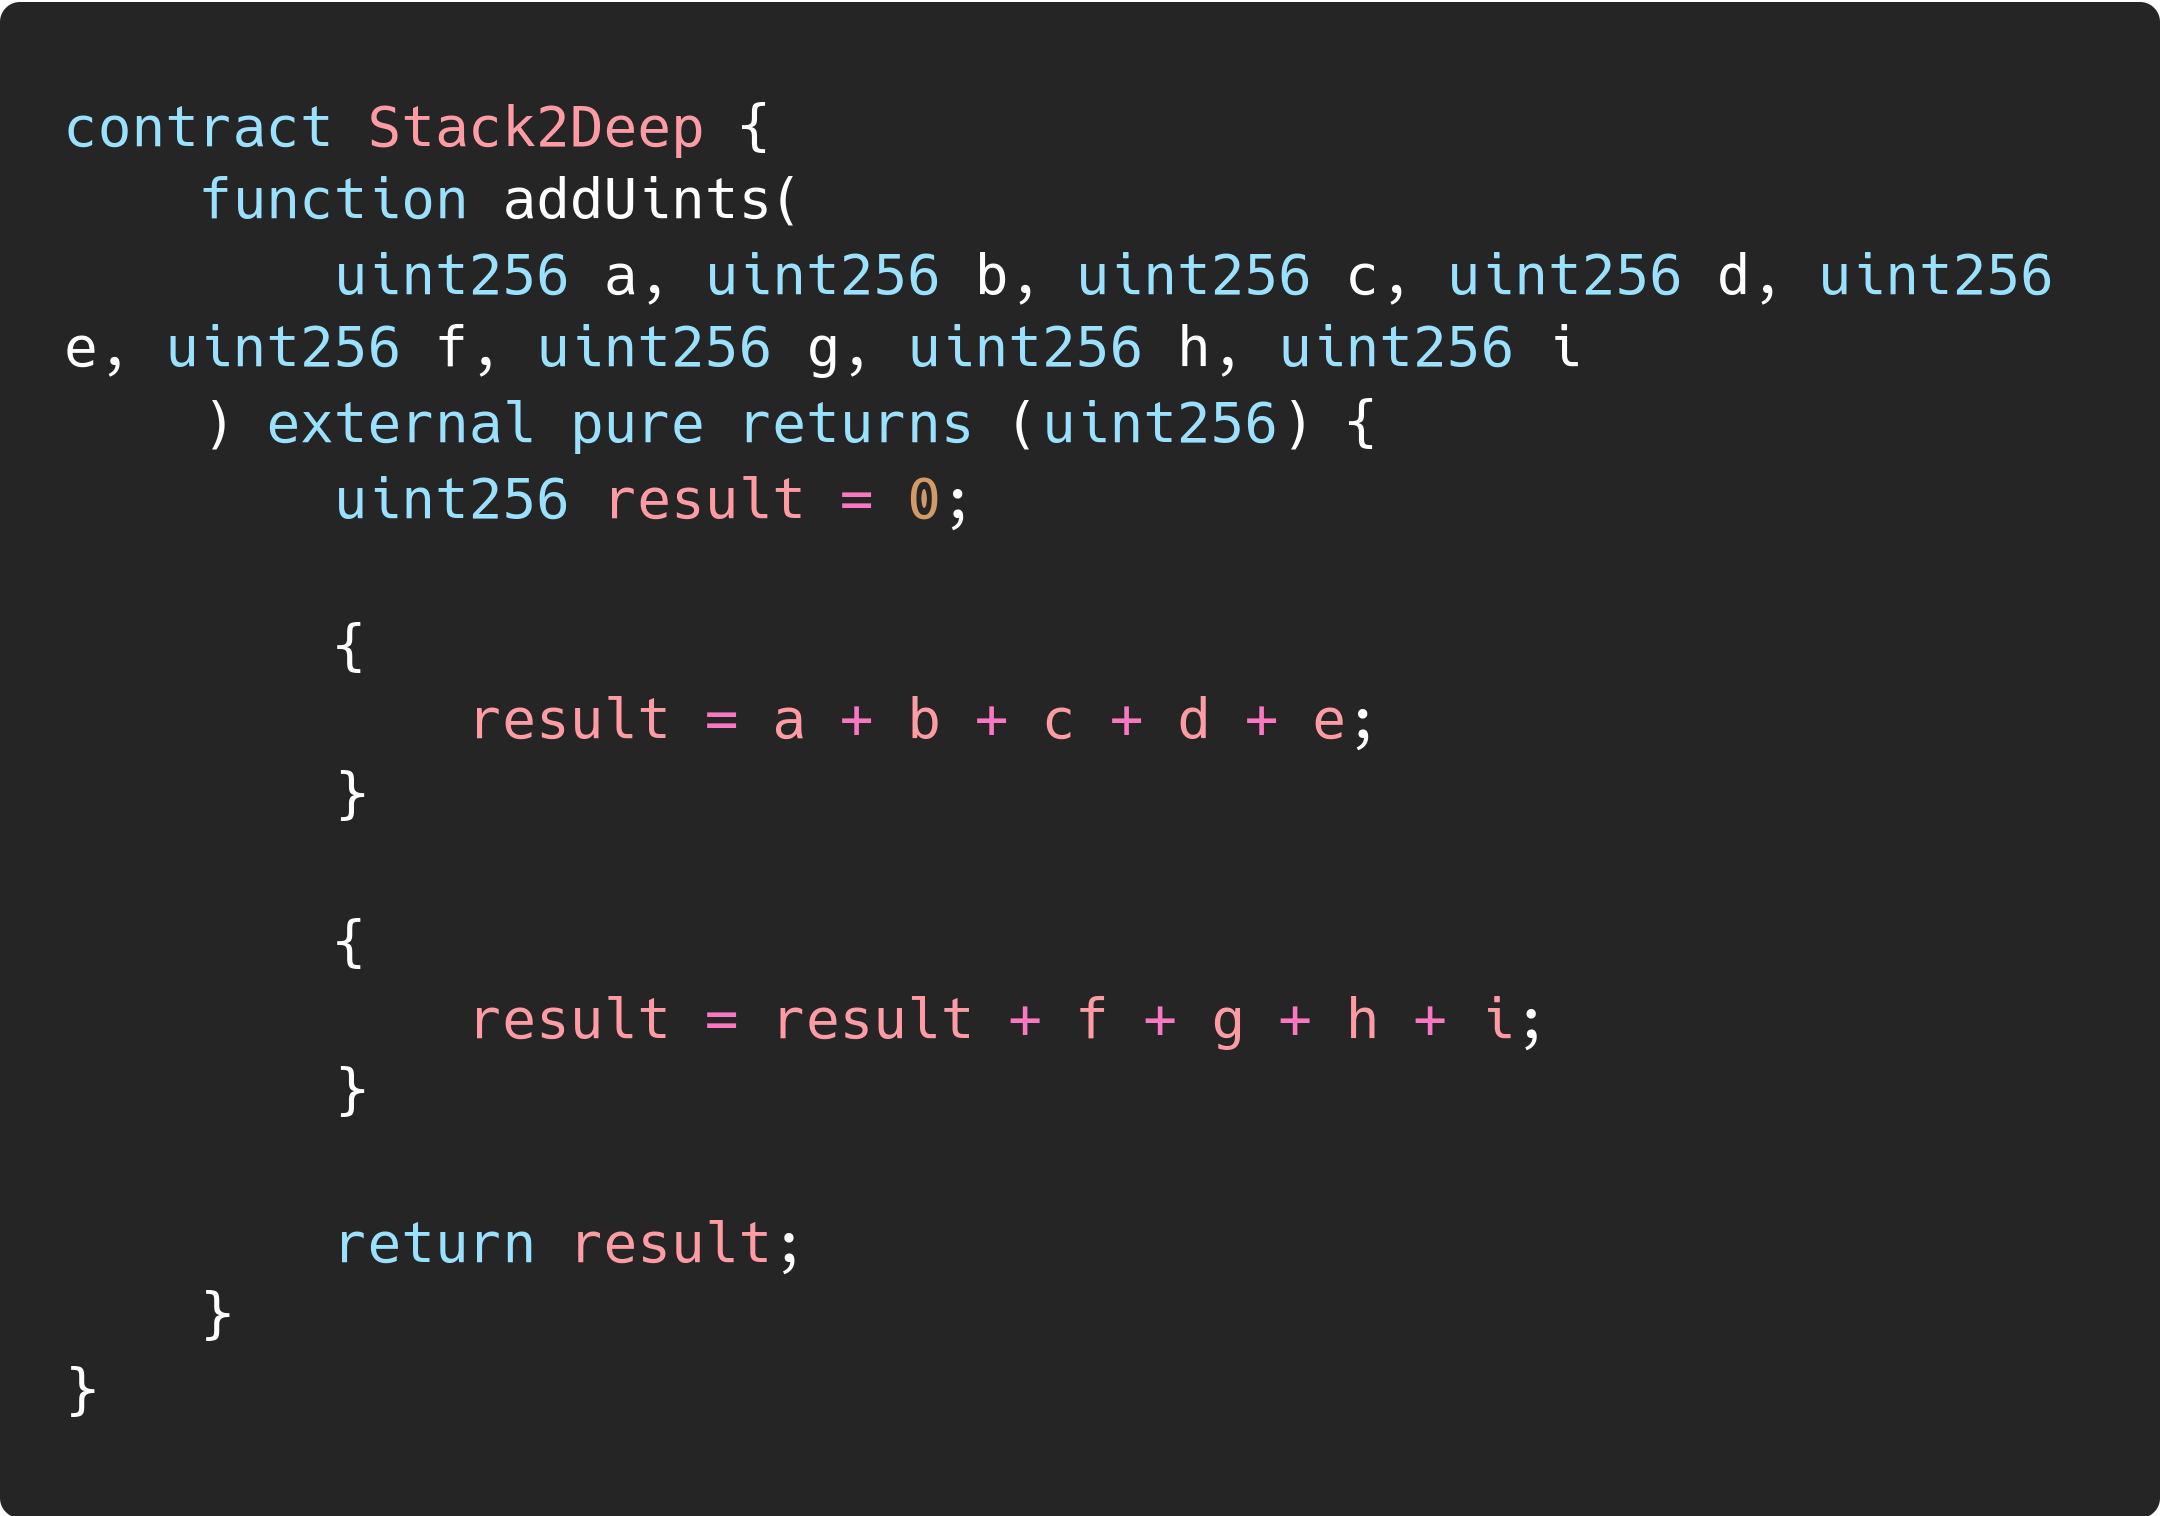 contract Stack2Deep {
    function addUints(
        uint256 a, uint256 b, uint256 c, uint256 d, uint256
e, uint256 f, uint256 g, uint256 h, uint256 i
    ) external pure returns (uint256) {
        uint256 result = 0;

        {
            result = a + b + c + d + e;
        }

        {
            result = result + f + g + h + i;
        }

        return result;
    }
}